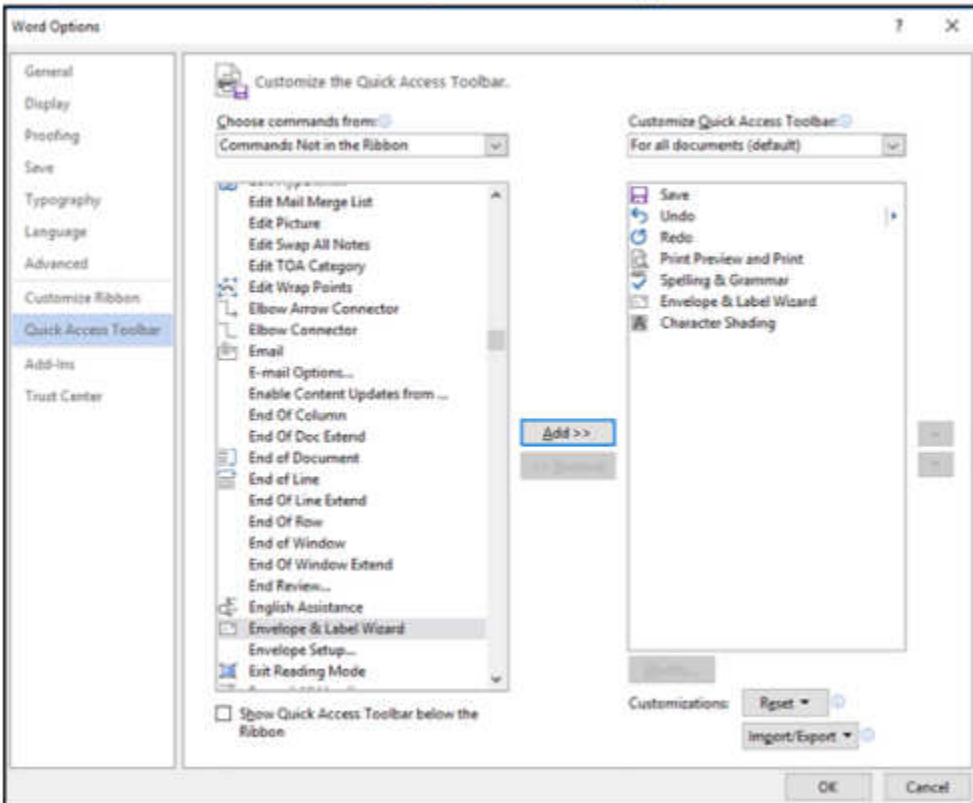 Word Options
?
General
Display
Proofing
Save
Typography
Language
Advanced
Customize Ribbon
Quick Access Toolbar
Add-Ins
Trust Center
Customize the Quick Access Toolbar.
Choose commands from:
Commands Not in the Ribbon
Edit Mail Merge List
Edit Picture
Edit Swap All Notes
Edit TOA Category
Edit Wrap Points
Elbow Arrow Connector
Elbow Connector
Email
E-mail Options...
Enable Content Updates from ...
End Of Column
End Of Doc Extend
End of Document
End of Line
End Of Line Extend
End Of Row
End of Window
End Of Window Extend
End Review...
English Assistance
Envelope & Label Wizard
Envelope Setup...
Exit Reading Mode
Show Quick Access Toolbar below the
Ribbon
Add >>
Customize Quick Access Toolbar:
For all documents (default)
Save
Undo
Redo
Print Preview and Print
Spelling & Grammar
Envelope & Label Wizard
Character Shading
Customizations:
Reset
Import/Export
OK
Cancel